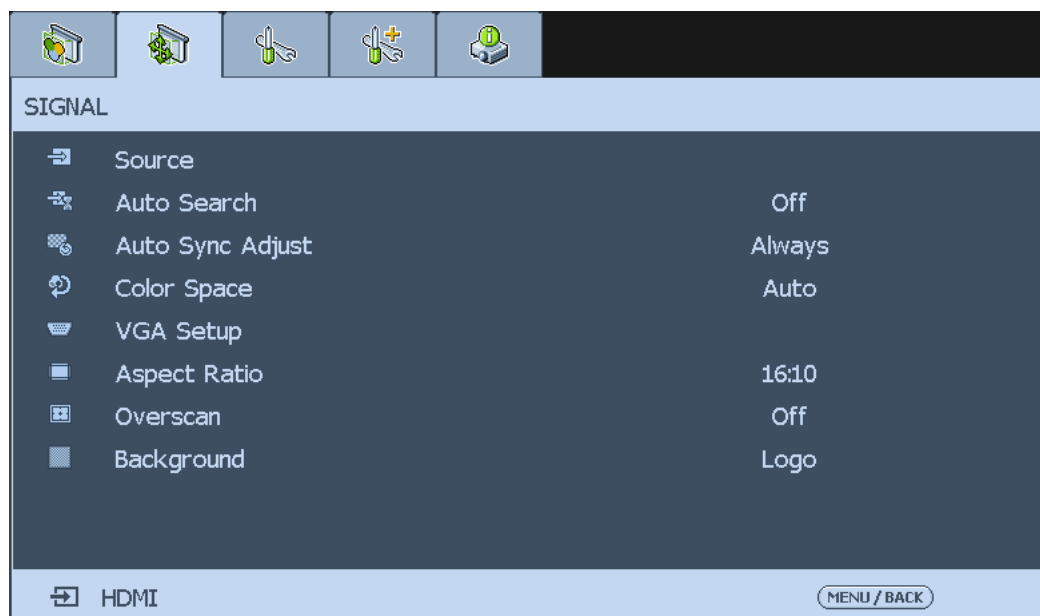 SIGNAL
Source
Auto Search Off
Auto Sync Adjust Always
Color Space Auto
VGA Setup
Aspect Ratio 16:10
Overscan Off
Background Logo
HDMI MENU / BACK